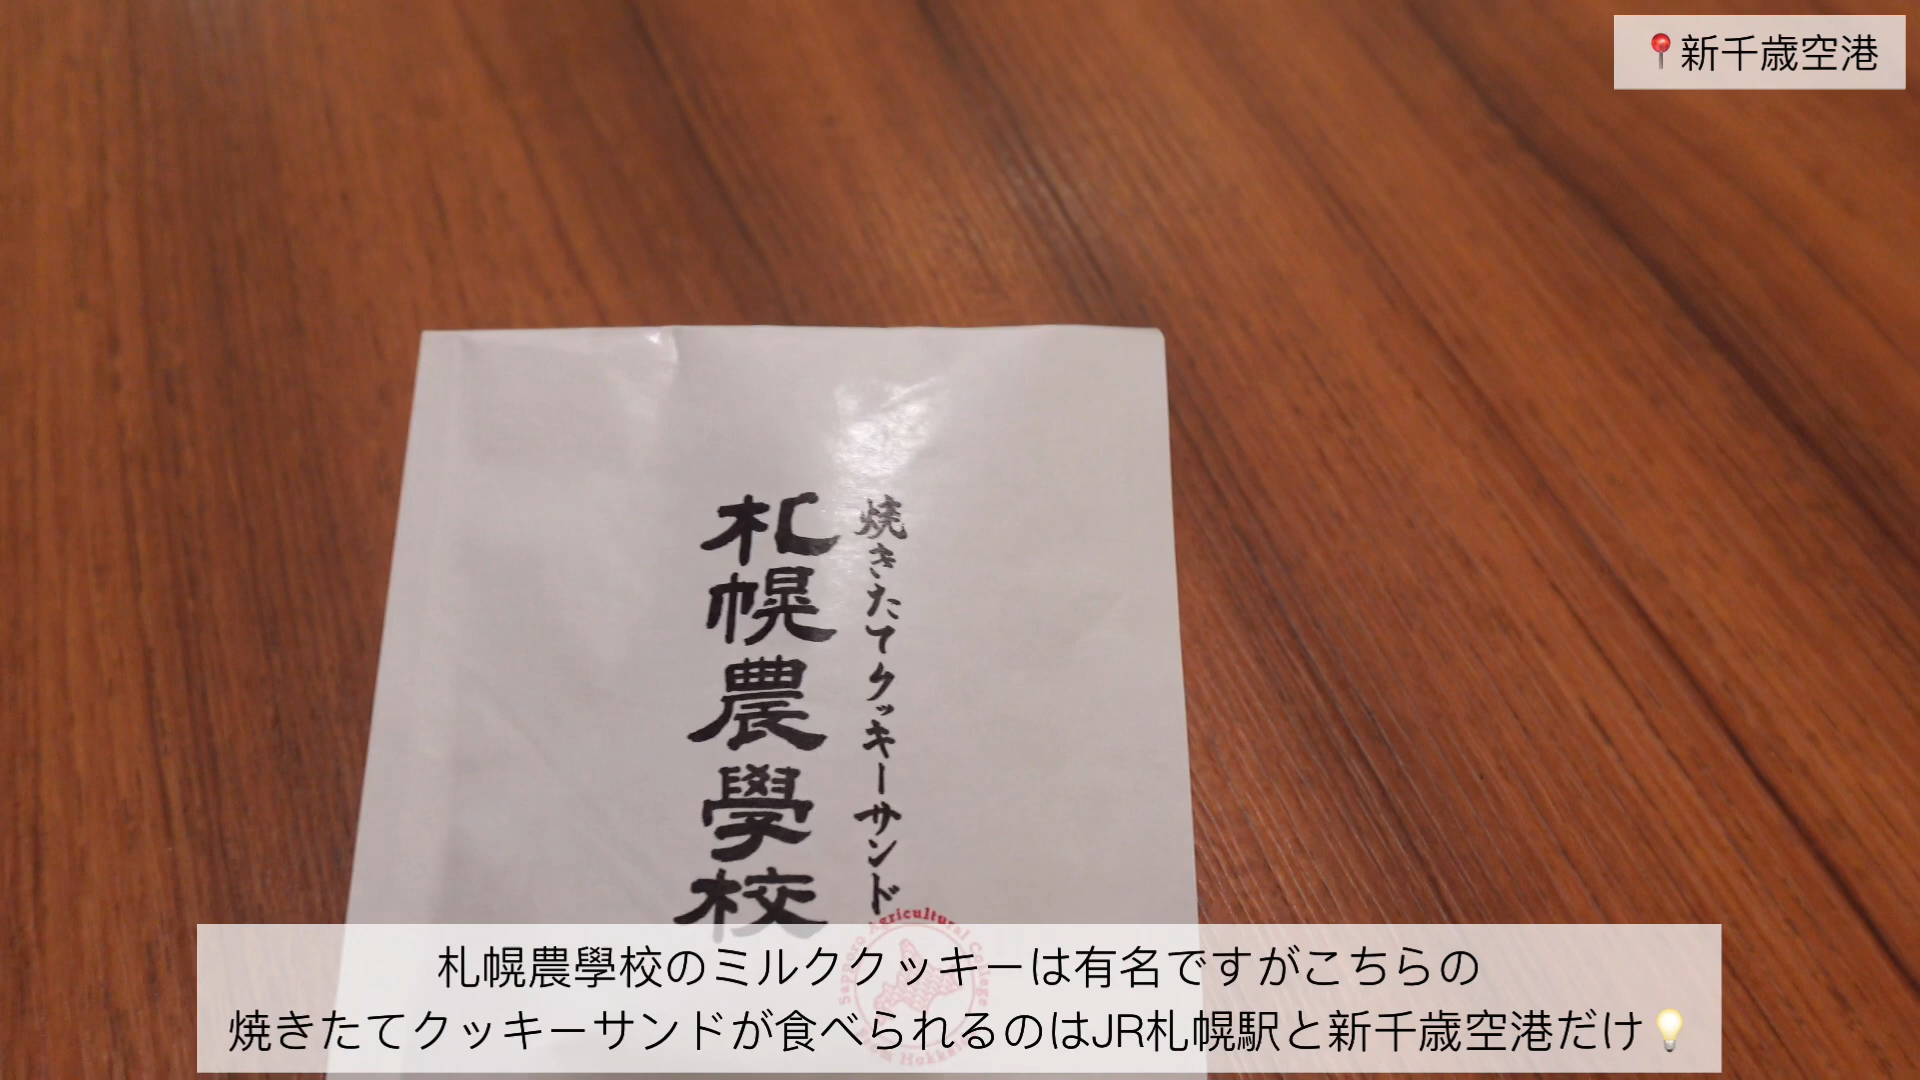 📍新千歳空港
焼きたてクッキーサンド
札幌農學校
Sapporo Agricultural College
札幌農學校のミルククッキーは有名ですがこちらの
焼きたてクッキーサンドが食べられるのはJR札幌駅と新千歳空港だけ💡